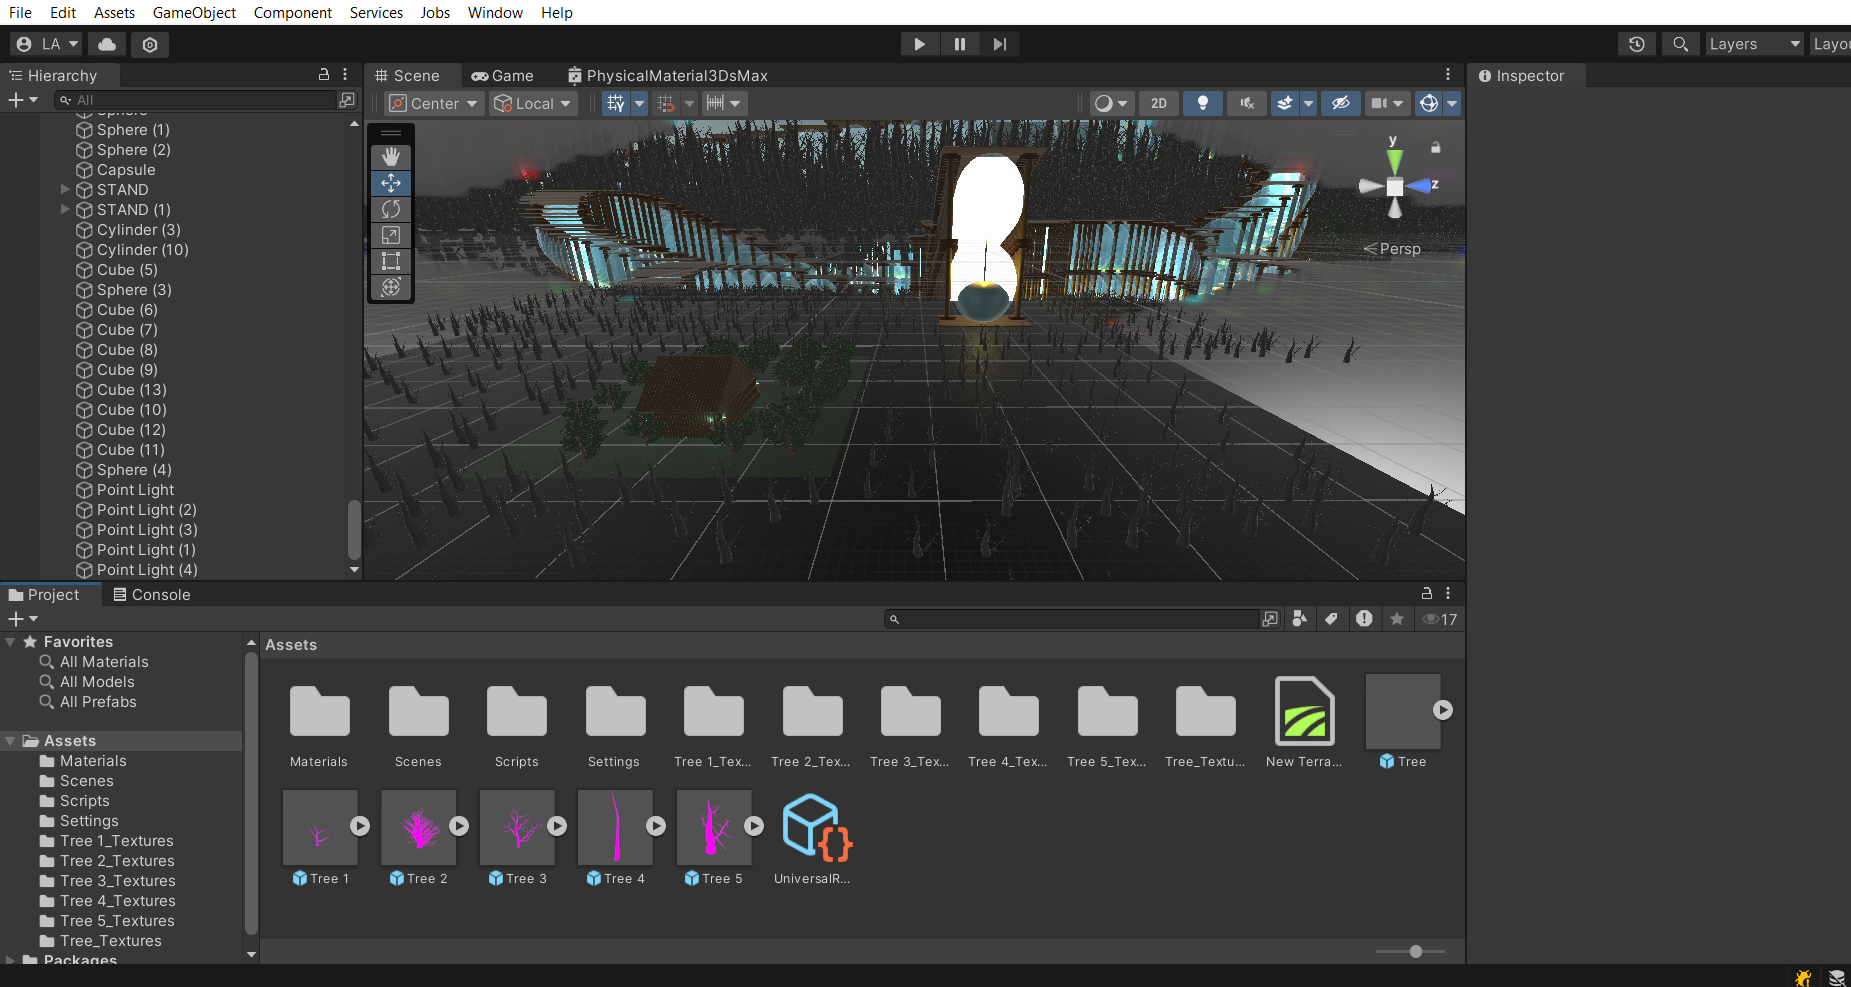 File Edit Assets GameObject Component Services Jobs Window Help
LA Layers Layou
Hierarchy
All
Sphere
Sphere (1)
Sphere (2)
Capsule
STAND
STAND (1)
Cylinder (3)
Cylinder (10)
Cube (5)
Sphere (3)
Cube (6)
Cube (7)
Cube (8)
Cube (9)
Cube (13)
Cube (10)
Cube (12)
Cube (11)
Sphere (4)
Point Light
Point Light (2)
Point Light (3)
Point Light (1)
Point Light (4)
Scene Game PhysicalMaterial3DsMax
Center Local 2D
y
z
Persp
Inspector
Project Console
17
Favorites
All Materials
All Models
All Prefabs
Assets
Materials
Scenes
Scripts
Settings
Tree 1_Textures
Tree 2_Textures
Tree 3_Textures
Tree 4_Textures
Tree 5_Textures
Tree_Textures
Packages
Assets
Materials Scenes Scripts Settings Tree 1_Tex... Tree 2_Tex... Tree 3_Tex... Tree 4_Tex... Tree 5_Tex... Tree_Textu... New Terra... Tree
Tree 1 Tree 2 Tree 3 Tree 4 Tree 5 UniversalR...